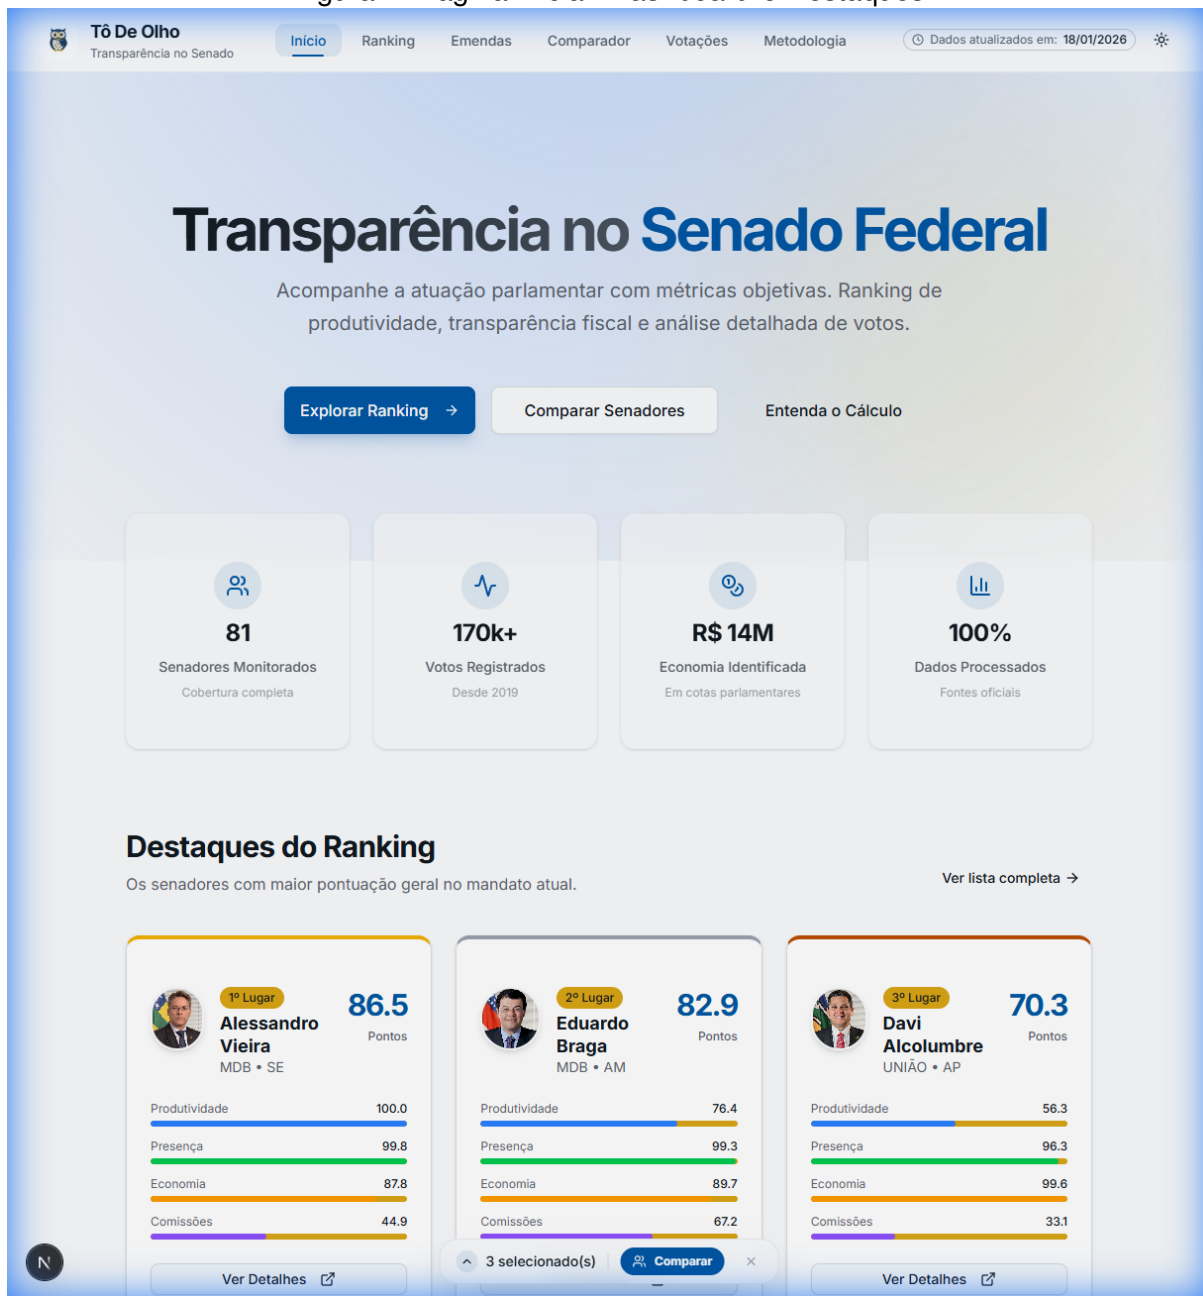 Tô De Olho
Transparência no Senado
Início
Ranking
Emendas
Comparador
Votações
Metodologia
Dados atualizados em: 18/01/2026
Transparência no Senado Federal
Acompanhe a atuação parlamentar com métricas objetivas. Ranking de
produtividade, transparência fiscal e análise detalhada de votos.
Explorar Ranking →
Comparar Senadores
Entenda o Cálculo
81
Senadores Monitorados
Cobertura completa
170k+
Votos Registrados
Desde 2019
R$ 14M
Economia Identificada
Em cotas parlamentares
100%
Dados Processados
Fontes oficiais
Destaques do Ranking
Os senadores com maior pontuação geral no mandato atual.
Ver lista completa →
1º Lugar
Alessandro
Vieira
MDB • SE
86.5
Pontos
Produtividade 100.0
Presença 99.8
Economia 87.8
Comissões 44.9
Ver Detalhes
2º Lugar
Eduardo
Braga
MDB • AM
82.9
Pontos
Produtividade 76.4
Presença 99.3
Economia 89.7
Comissões 67.2
3º Lugar
Davi
Alcolumbre
UNIÃO • AP
70.3
Pontos
Produtividade 56.3
Presença 96.3
Economia 99.6
Comissões 33.1
Ver Detalhes
N
3 selecionado(s)
Comparar